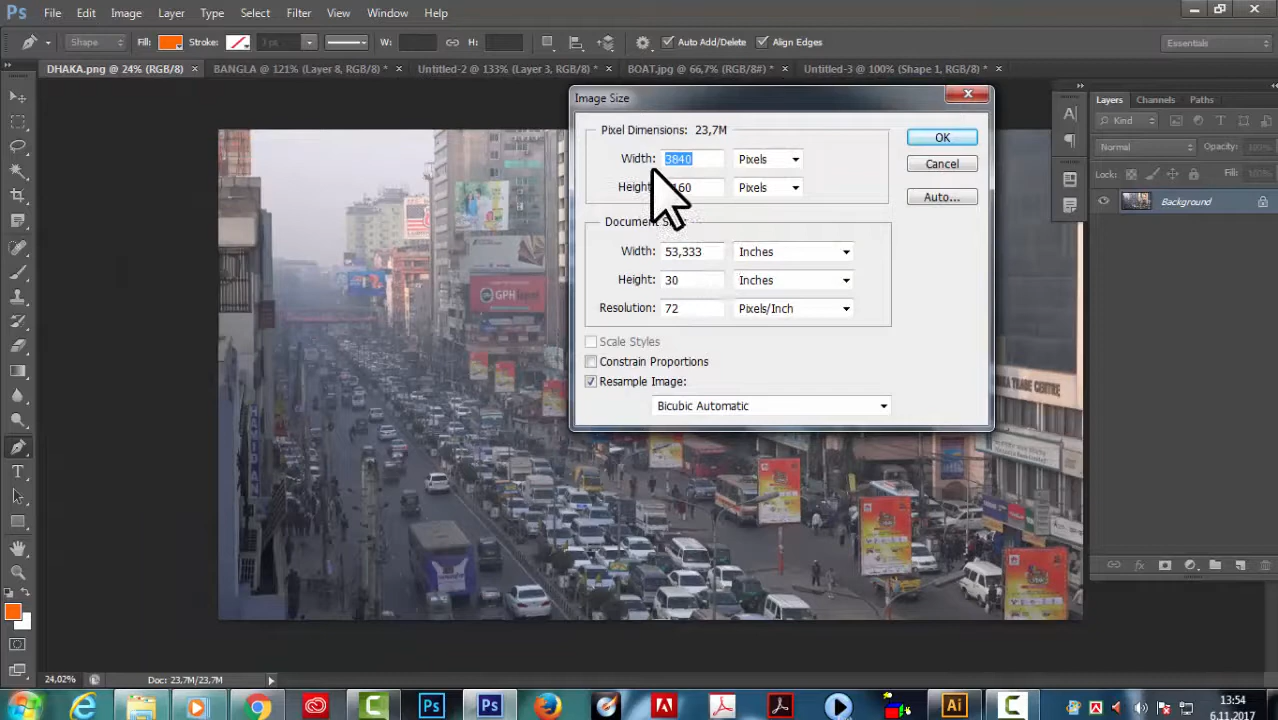 Ps File Edit Image Layer Type Select Filter View Window Help
Shape Fill: Stroke: W: H: Auto Add/Delete Align Edges Essentials
DHAKA.png @ 24% (RGB/8) × BANGLA @ 121% (Layer 8, RGB/8) * × Untitled-2 @ 133% (Layer 3, RGB/8) * × BOAT.jpg @ 66,7% (RGB/8#) * × Untitled-3 @ 100% (Shape 1, RGB/8) * ×
Image Size
Pixel Dimensions: 23,7M
Width: 3840 Pixels
Height Pixels
OK
Cancel
Auto...
Document
Width: 53,333 Inches
Height: 30 Inches
Resolution: 72 Pixels/Inch
Scale Styles
Constrain Proportions
Resample Image:
Bicubic Automatic
Layers Channels Paths
Kind
Normal Opacity: 100%
Lock: Fill: 100%
Background
GPH ispat
TRADE CENTRE
24,02% Doc: 23,7M/23,7M
13:54
6.11.2017